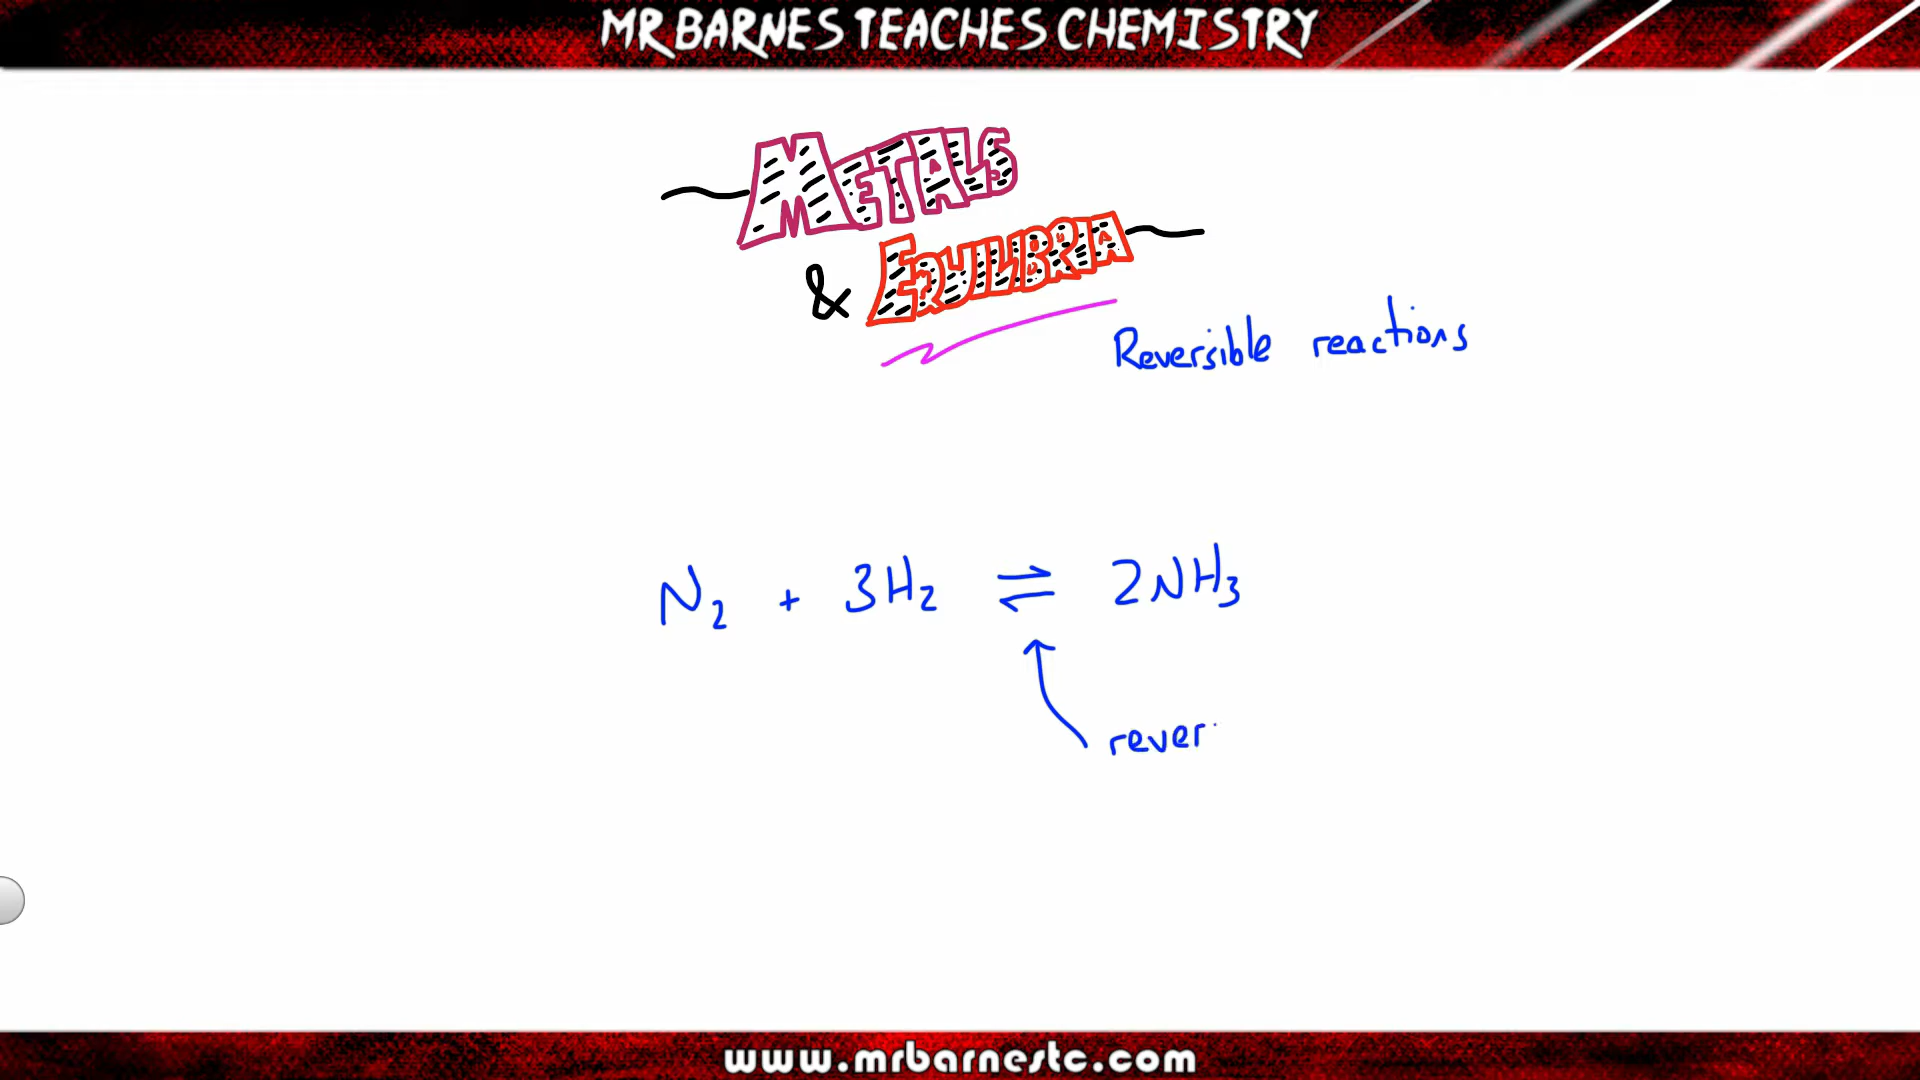 MR BARNES TEACHES CHEMISTRY
METALS
& EQUILIBRIA
Reversible reactions
N₂ + 3H₂ ⇌ 2NH₃
rever
www.mrbarnestc.com